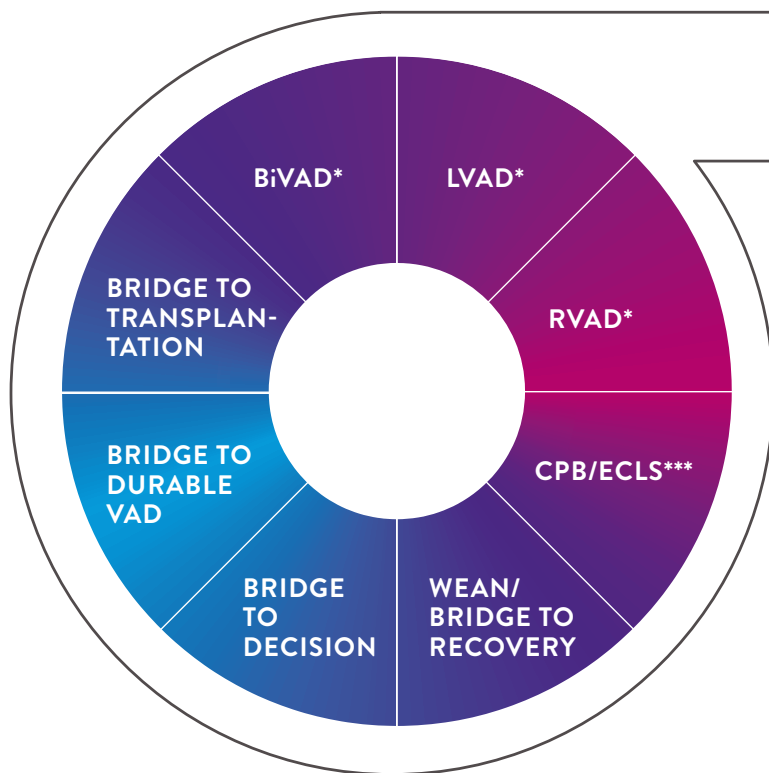 BiVAD*
LVAD*
RVAD*
CPB/ECLS***
WEAN/
BRIDGE TO
RECOVERY
BRIDGE
TO
DECISION
BRIDGE TO
DURABLE
VAD
BRIDGE TO
TRANSPLAN-
TATION